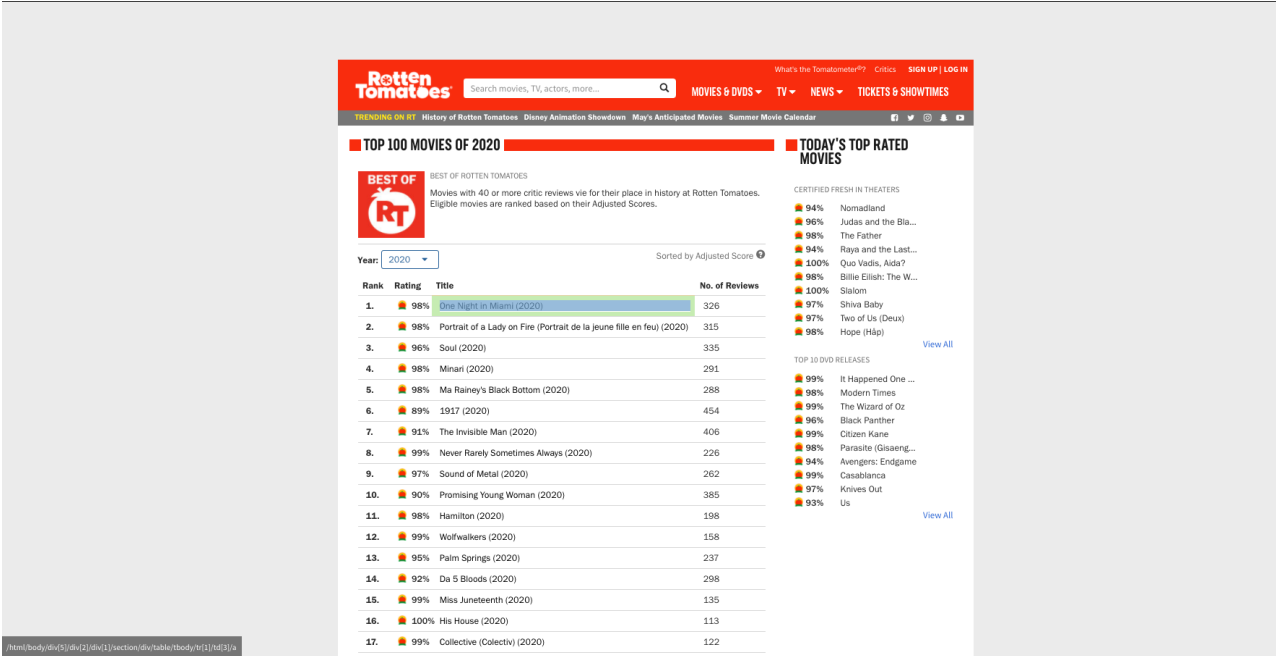 What's the Tomatometer®? Critics SIGN UP | LOG IN
Rotten Tomatoes
Search movies, TV, actors, more...
MOVIES & DVDS TV NEWS TICKETS & SHOWTIMES
TRENDING ON RT History of Rotten Tomatoes Disney Animation Showdown May's Anticipated Movies Summer Movie Calendar
TOP 100 MOVIES OF 2020
BEST OF RT
BEST OF ROTTEN TOMATOES
Movies with 40 or more critic reviews vie for their place in history at Rotten Tomatoes.
Eligible movies are ranked based on their Adjusted Scores.
Year: 2020
Sorted by Adjusted Score
Rank Rating Title No. of Reviews
1. 98% One Night in Miami (2020) 326
2. 98% Portrait of a Lady on Fire (Portrait de la jeune fille en feu) (2020) 315
3. 96% Soul (2020) 335
4. 98% Minari (2020) 291
5. 98% Ma Rainey's Black Bottom (2020) 288
6. 89% 1917 (2020) 454
7. 91% The Invisible Man (2020) 406
8. 99% Never Rarely Sometimes Always (2020) 226
9. 97% Sound of Metal (2020) 262
10. 90% Promising Young Woman (2020) 385
11. 98% Hamilton (2020) 198
12. 99% Wolfwalkers (2020) 158
13. 95% Palm Springs (2020) 237
14. 92% Da 5 Bloods (2020) 298
15. 99% Miss Juneteenth (2020) 135
16. 100% His House (2020) 113
17. 99% Collective (Colectiv) (2020) 122
TODAY'S TOP RATED
MOVIES
CERTIFIED FRESH IN THEATERS
94% Nomadland
96% Judas and the Bla...
98% The Father
94% Raya and the Last...
100% Quo Vadis, Aida?
98% Billie Eilish: The W...
100% Slalom
97% Shiva Baby
97% Two of Us (Deux)
98% Hope (Håp)
View All
TOP 10 DVD RELEASES
99% It Happened One ...
98% Modern Times
99% The Wizard of Oz
96% Black Panther
99% Citizen Kane
98% Parasite (Gisaeng...
94% Avengers: Endgame
99% Casablanca
97% Knives Out
93% Us
View All
/html/body/div[5]/div[2]/div[1]/section/div/table/tbody/tr[1]/td[3]/a